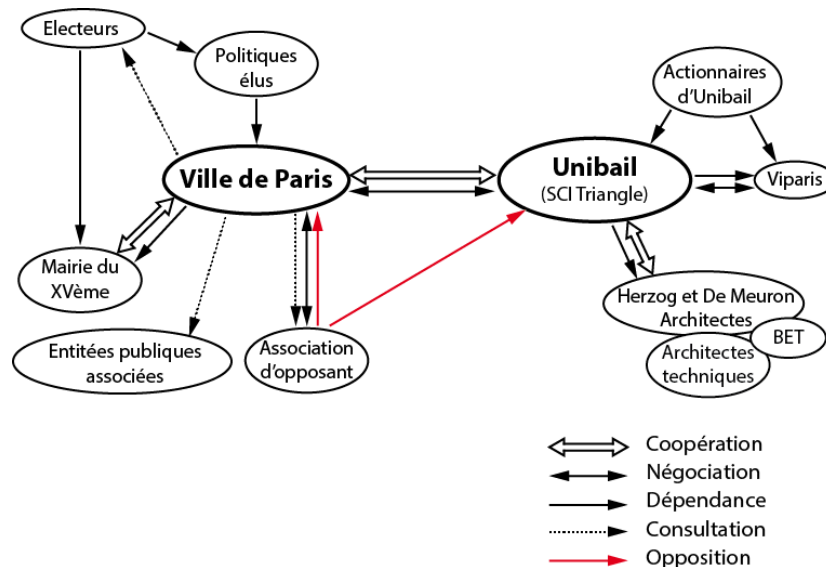 Electeurs
Politiques
élus
Actionnaires
d'Unibail
Ville de Paris
Unibail
(SCI Triangle)
Viparis
Mairie du
XVème
Herzog et De Meuron
Architectes
BET
Entitées publiques
associées
Association
d'opposant
Architectes
techniques
Coopération
Négociation
Dépendance
Consultation
Opposition